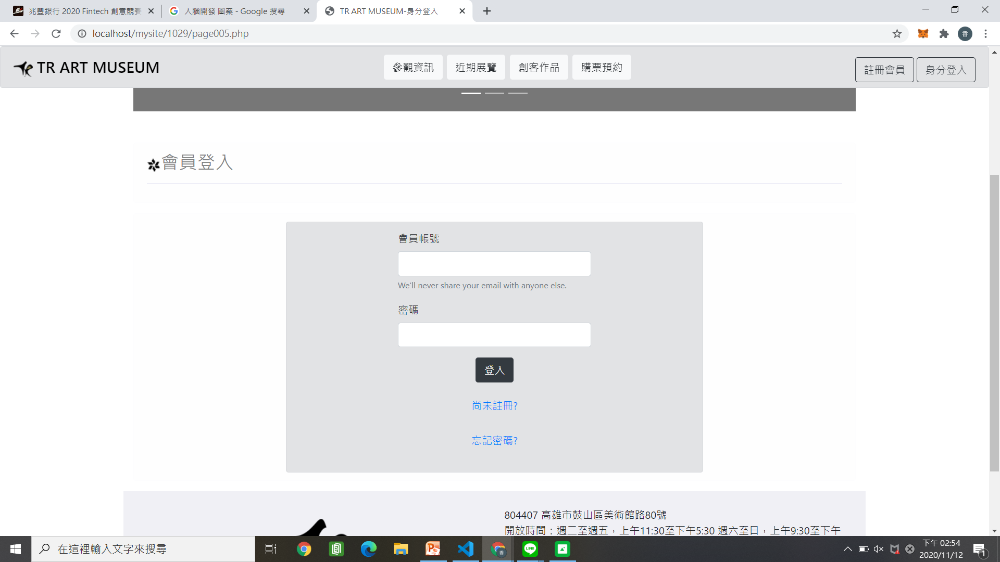 兆豐銀行 2020 Fintech 創意競賽
人腦開發 圖案 - Google 搜尋
TR ART MUSEUM-身分登入
localhost/mysite/1029/page005.php
香
TR ART MUSEUM
參觀資訊
近期展覽
創客作品
購票預約
註冊會員
身分登入
會員登入
會員帳號
We'll never share your email with anyone else.
密碼
登入
尚未註冊?
忘記密碼?
804407 高雄市鼓山區美術館路80號
開放時間：週二至週五，上午11:30至下午5:30 週六至日，上午9:30至下午
在這裡輸入文字來搜尋
LINE
下午 02:54
2020/11/12
1